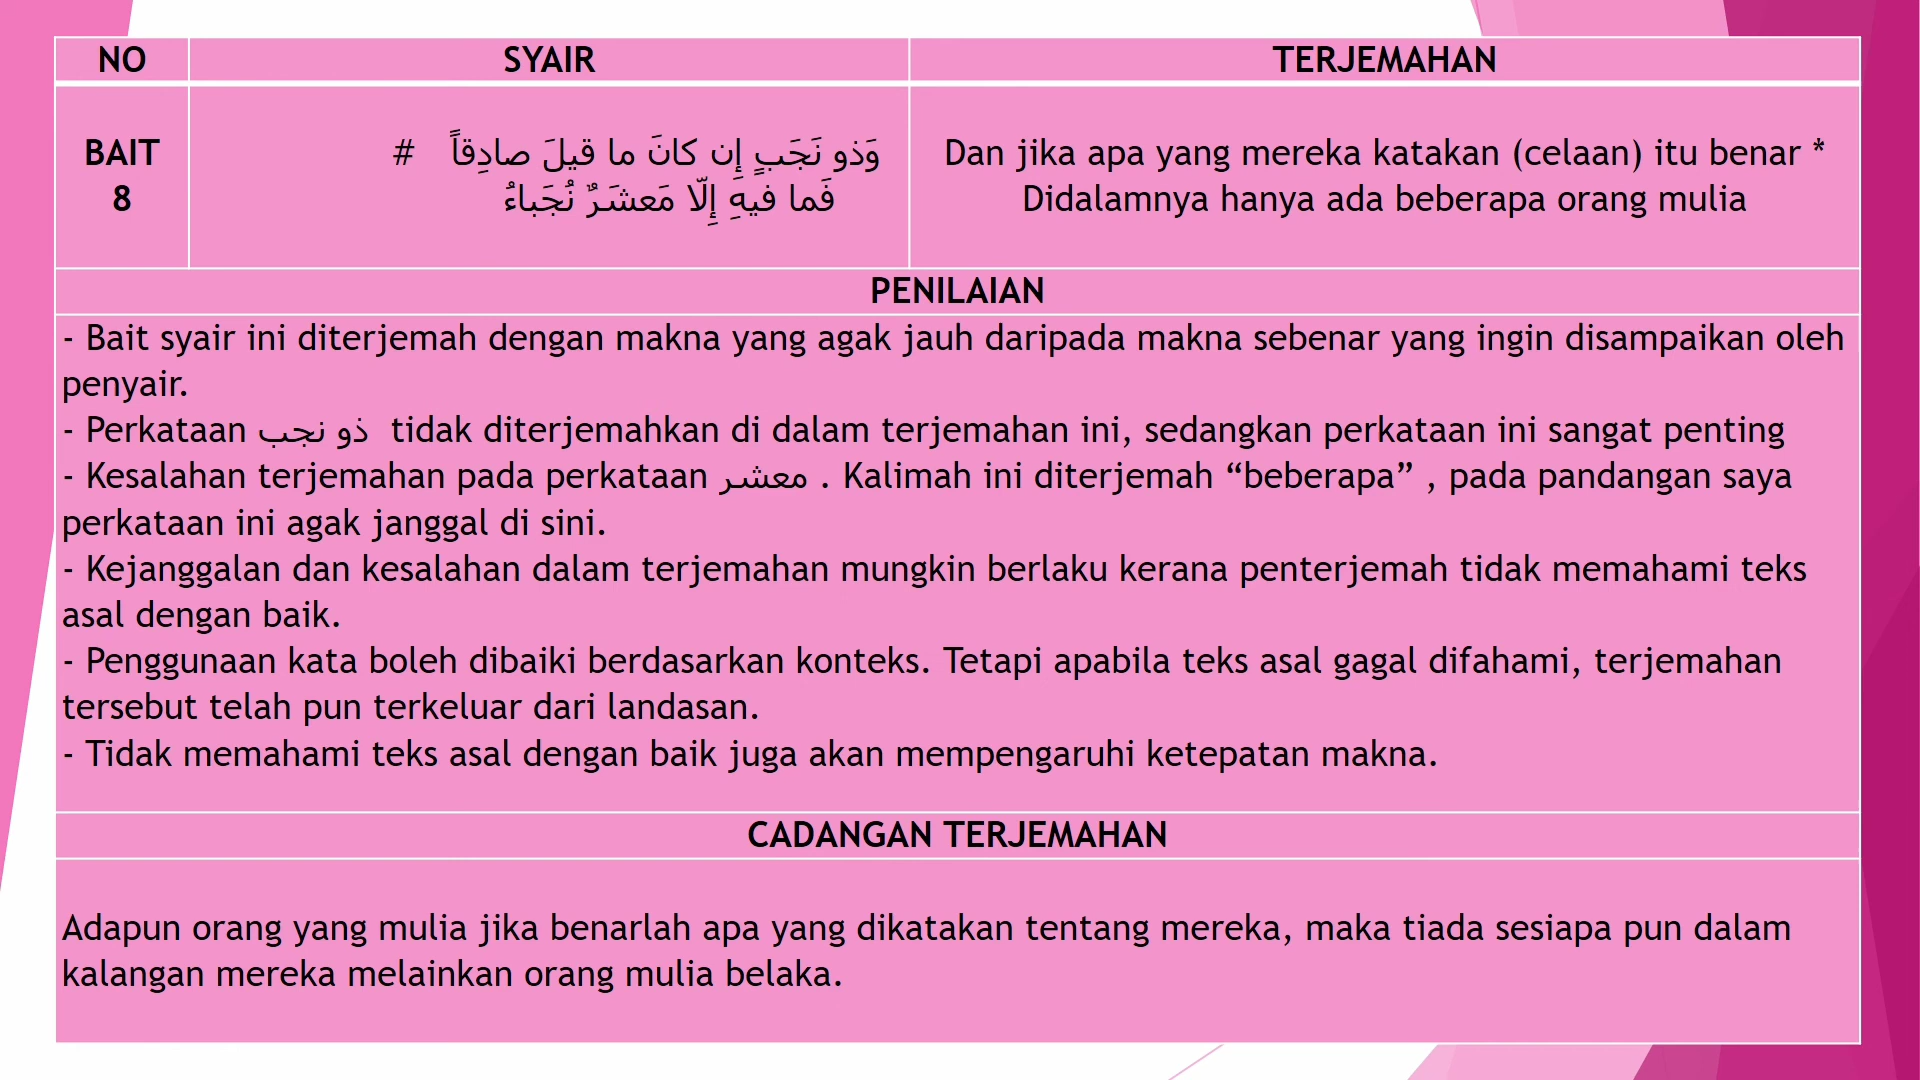 NO SYAIR TERJEMAHAN
BAIT
8
وَذو نَجَبٍ إِن كانَ ما قيلَ صادِقاً #
فَما فيهَِ إِلّا مَعشَرٌ نُجَباءُ
Dan jika apa yang mereka katakan (celaan) itu benar *
Didalamnya hanya ada beberapa orang mulia
PENILAIAN
- Bait syair ini diterjemah dengan makna yang agak jauh daripada makna sebenar yang ingin disampaikan oleh
penyair.
- Perkataan ذو نجب tidak diterjemahkan di dalam terjemahan ini, sedangkan perkataan ini sangat penting
- Kesalahan terjemahan pada perkataan معشر . Kalimah ini diterjemah “beberapa” , pada pandangan saya
perkataan ini agak janggal di sini.
- Kejanggalan dan kesalahan dalam terjemahan mungkin berlaku kerana penterjemah tidak memahami teks
asal dengan baik.
- Penggunaan kata boleh dibaiki berdasarkan konteks. Tetapi apabila teks asal gagal difahami, terjemahan
tersebut telah pun terkeluar dari landasan.
- Tidak memahami teks asal dengan baik juga akan mempengaruhi ketepatan makna.
CADANGAN TERJEMAHAN
Adapun orang yang mulia jika benarlah apa yang dikatakan tentang mereka, maka tiada sesiapa pun dalam
kalangan mereka melainkan orang mulia belaka.